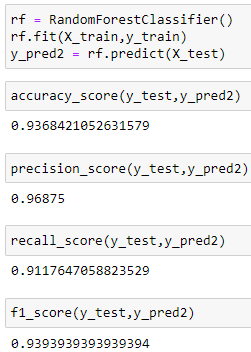 rf = RandomForestClassifier()
rf.fit(X_train,y_train)
y_pred2 = rf.predict(X_test)
accuracy_score(y_test,y_pred2)
0.9368421052631579
precision_score(y_test,y_pred2)
0.96875
recall_score(y_test,y_pred2)
0.9117647058823529
f1_score(y_test,y_pred2)
0.9393939393939394